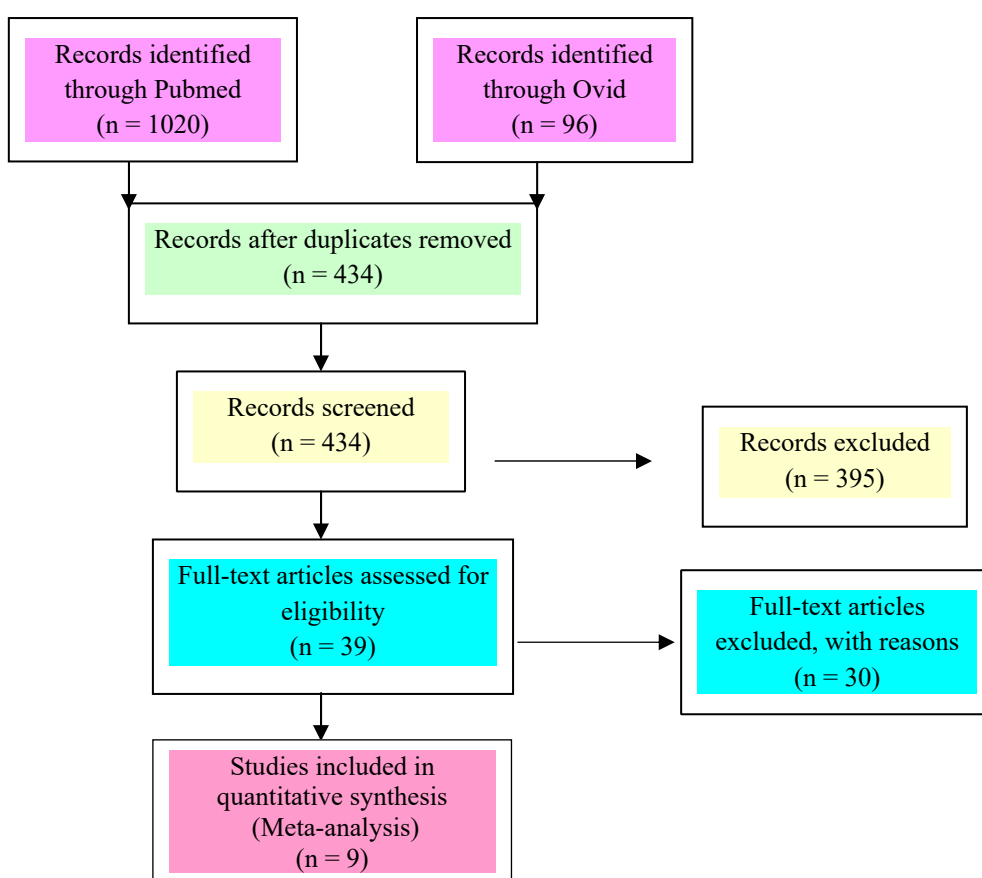 Records identified
through Pubmed
(n = 1020)
Records identified
through Ovid
(n = 96)
Records after duplicates removed
(n = 434)
Records screened
(n = 434)
Records excluded
(n = 395)
Full-text articles assessed for
eligibility
(n = 39)
Full-text articles
excluded, with reasons
(n = 30)
Studies included in
quantitative synthesis
(Meta-analysis)
(n = 9)